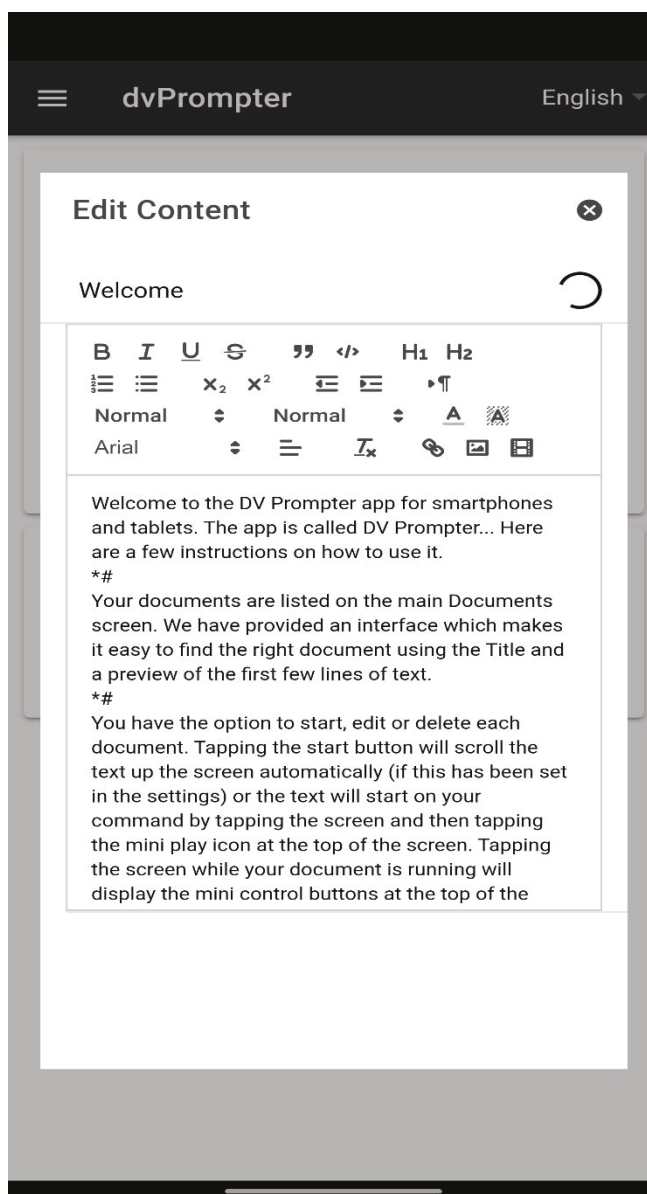 dvPrompter English
Edit Content
Welcome
B I U S ” </> H1 H2
X2 X²
Normal Normal A A
Arial Tx
Welcome to the DV Prompter app for smartphones
and tablets. The app is called DV Prompter... Here
are a few instructions on how to use it.
*#
Your documents are listed on the main Documents
screen. We have provided an interface which makes
it easy to find the right document using the Title and
a preview of the first few lines of text.
*#
You have the option to start, edit or delete each
document. Tapping the start button will scroll the
text up the screen automatically (if this has been set
in the settings) or the text will start on your
command by tapping the screen and then tapping
the mini play icon at the top of the screen. Tapping
the screen while your document is running will
display the mini control buttons at the top of the